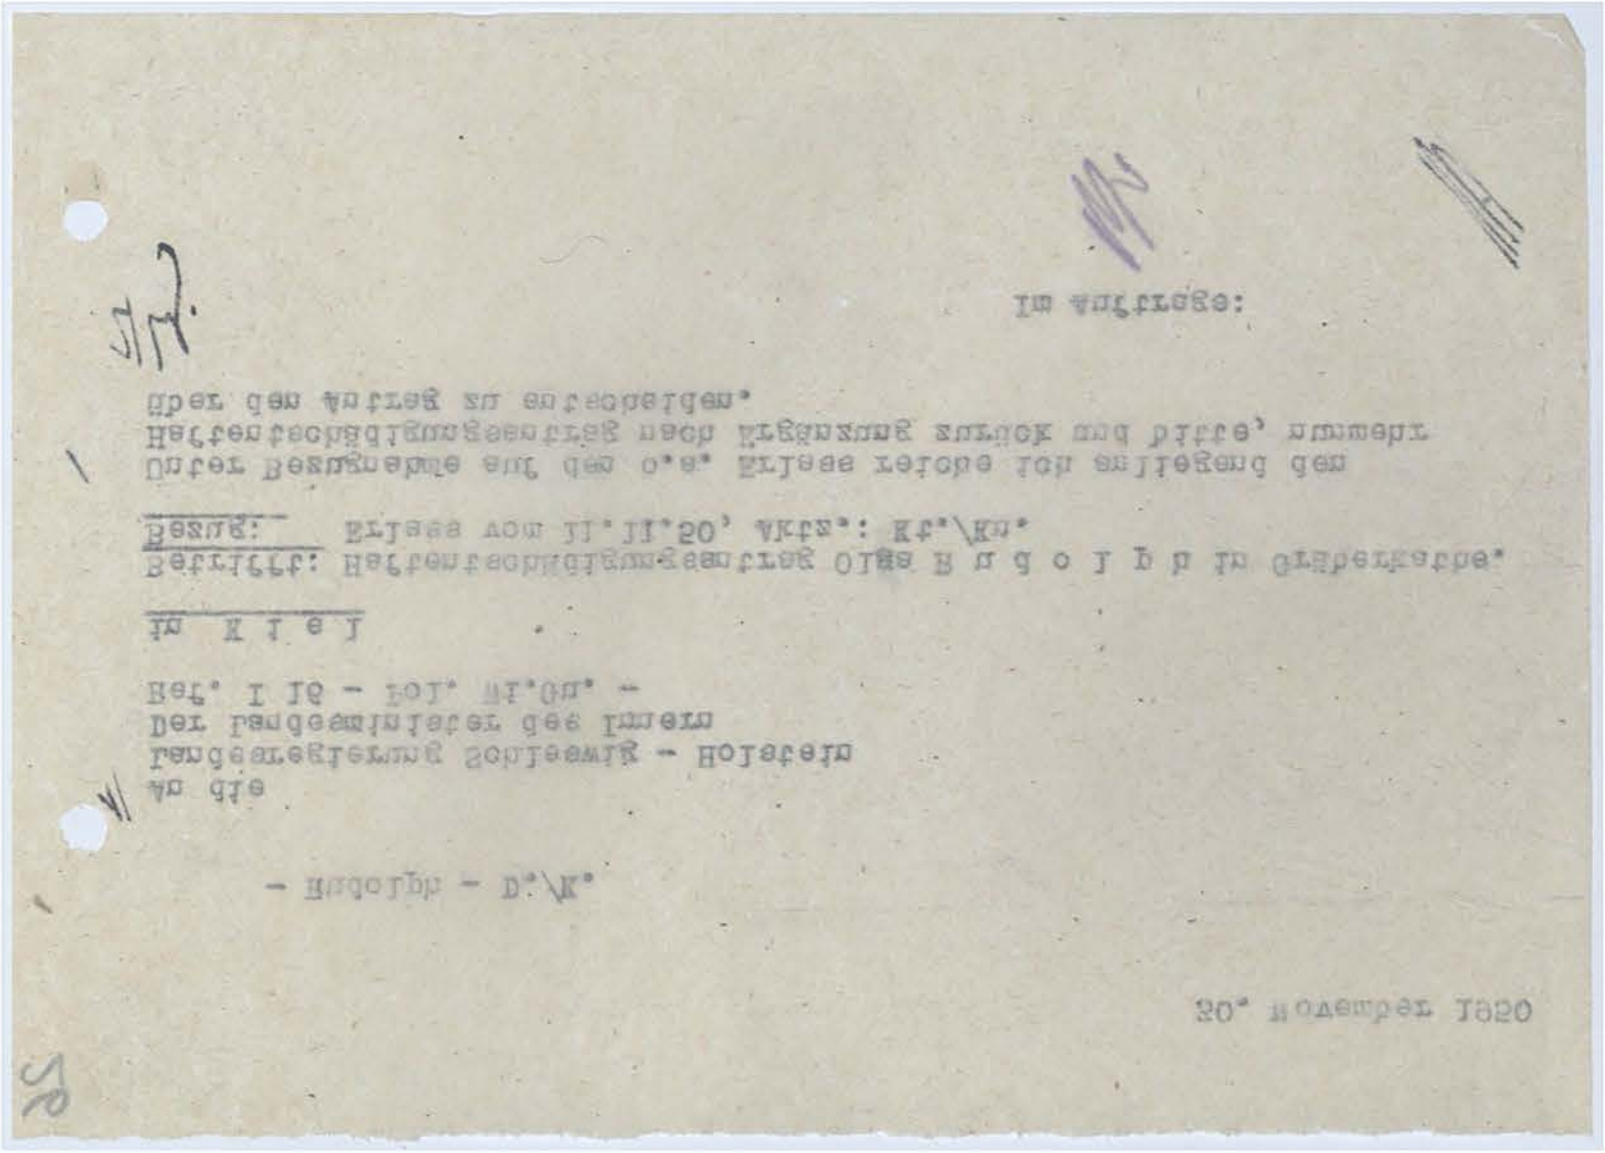 30. November 1950
- Rudolph - D./K.
An die
Landesregierung Schleswig - Holstein
Der Landesminister des Innern
Ref. I 16 - Pol. Wi.Gu. -
in K i e l
Betrifft: Haftentschädigungsantrag Olga R u d o l p h in Gräberkathe.
Bezug: Erlass vom 11.11.50, Aktz.: Kt./Ku.
Unter Bezugnahme auf den o.a. Erlass reiche ich anliegend den
Haftentschädigungsantrag nach Ergänzung zurück und bitte, nunmehr
über den Antrag zu entscheiden.
Im Auftrage: